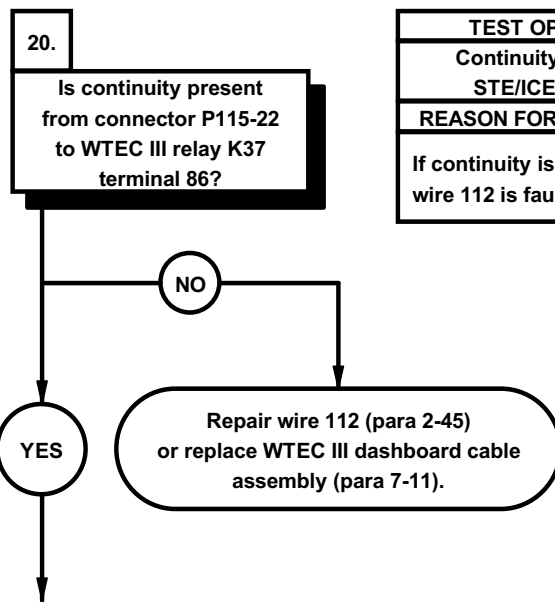 20.
Is continuity present
from connector P115-22
to WTEC III relay K37
terminal 86?
TEST OP
Continuity
STE/ICE
REASON FOR
If continuity is
wire 112 is fau
NO
YES
Repair wire 112 (para 2-45)
or replace WTEC III dashboard cable
assembly (para 7-11).